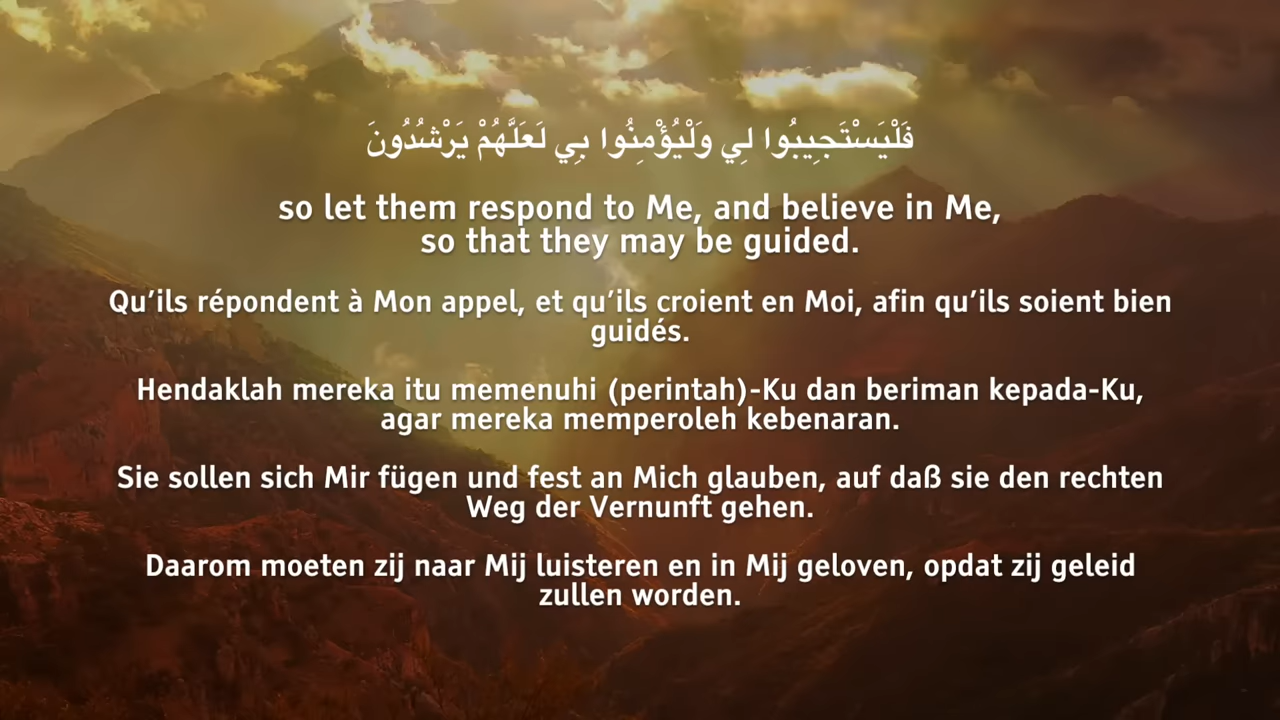 فَلْيَسْتَجِيبُوا لِي وَلْيُؤْمِنُوا بِي لَعَلَّهُمْ يَرْشُدُونَ
so let them respond to Me, and believe in Me,
so that they may be guided.
Qu’ils répondent à Mon appel, et qu’ils croient en Moi, afin qu’ils soient bien
guidés.
Hendaklah mereka itu memenuhi (perintah)-Ku dan beriman kepada-Ku,
agar mereka memperoleh kebenaran.
Sie sollen sich Mir fügen und fest an Mich glauben, auf daß sie den rechten
Weg der Vernunft gehen.
Daarom moeten zij naar Mij luisteren en in Mij geloven, opdat zij geleid
zullen worden.